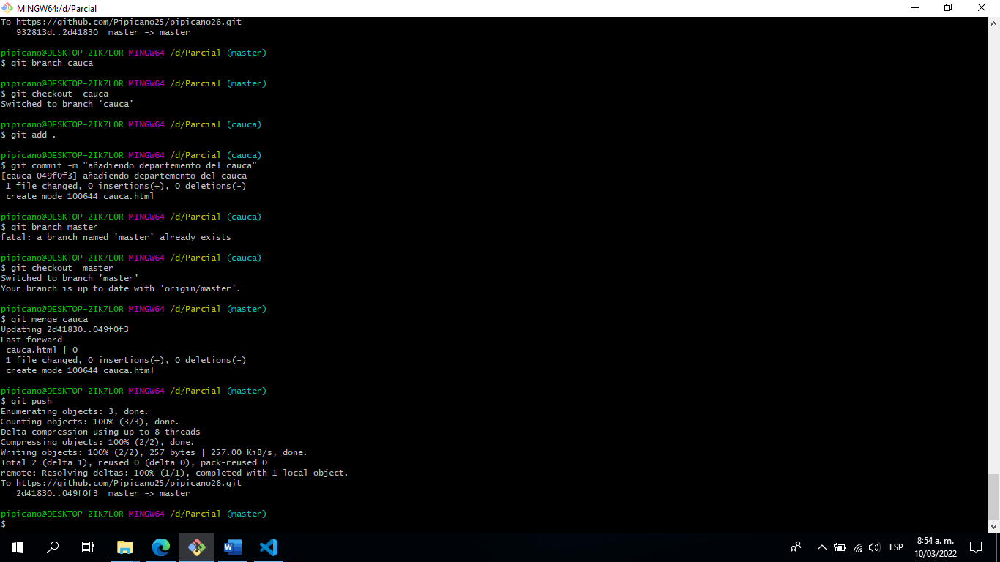 MINGW64:/d/Parcial
To https://github.com/Pipicano25/pipicano26.git
   932813d..2d41830  master -> master

pipicano@DESKTOP-2IK7LOR MINGW64 /d/Parcial (master)
$ git branch cauca

pipicano@DESKTOP-2IK7LOR MINGW64 /d/Parcial (master)
$ git checkout  cauca
Switched to branch 'cauca'

pipicano@DESKTOP-2IK7LOR MINGW64 /d/Parcial (cauca)
$ git add .

pipicano@DESKTOP-2IK7LOR MINGW64 /d/Parcial (cauca)
$ git commit -m "añadiendo departemento del cauca"
[cauca 049f0f3] añadiendo departemento del cauca
 1 file changed, 0 insertions(+), 0 deletions(-)
 create mode 100644 cauca.html

pipicano@DESKTOP-2IK7LOR MINGW64 /d/Parcial (cauca)
$ git branch master
fatal: a branch named 'master' already exists

pipicano@DESKTOP-2IK7LOR MINGW64 /d/Parcial (cauca)
$ git checkout  master
Switched to branch 'master'
Your branch is up to date with 'origin/master'.

pipicano@DESKTOP-2IK7LOR MINGW64 /d/Parcial (master)
$ git merge cauca
Updating 2d41830..049f0f3
Fast-forward
 cauca.html | 0
 1 file changed, 0 insertions(+), 0 deletions(-)
 create mode 100644 cauca.html

pipicano@DESKTOP-2IK7LOR MINGW64 /d/Parcial (master)
$ git push
Enumerating objects: 3, done.
Counting objects: 100% (3/3), done.
Delta compression using up to 8 threads
Compressing objects: 100% (2/2), done.
Writing objects: 100% (2/2), 257 bytes | 257.00 KiB/s, done.
Total 2 (delta 1), reused 0 (delta 0), pack-reused 0
remote: Resolving deltas: 100% (1/1), completed with 1 local object.
To https://github.com/Pipicano25/pipicano26.git
   2d41830..049f0f3  master -> master

pipicano@DESKTOP-2IK7LOR MINGW64 /d/Parcial (master)
$
ESP
8:54 a. m.
10/03/2022